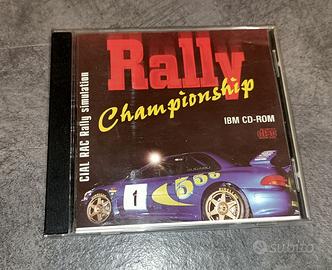 Rally
Championship
CIAL RAC Rally simulation
IBM CD-ROM
555
1
subito